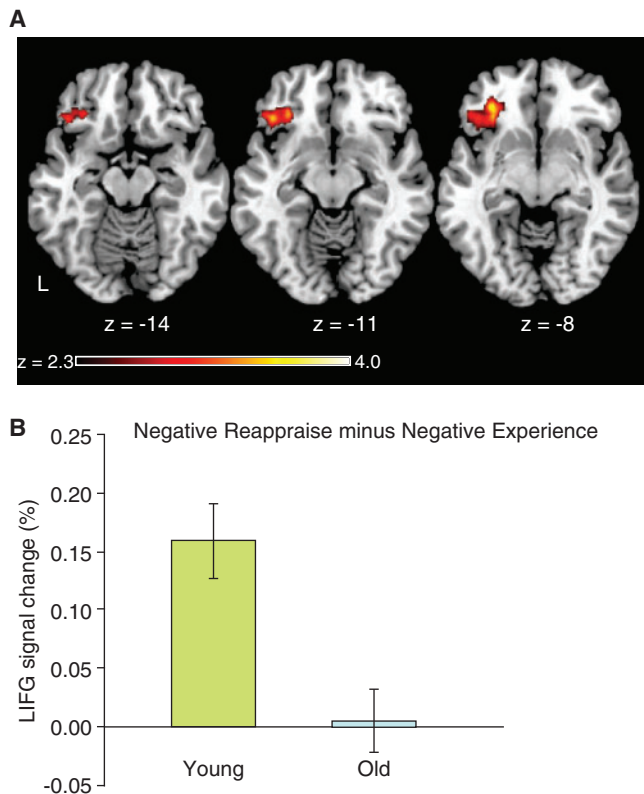 A
L
z = -14
z = -11
z = -8
z = 2.3
4.0
B
Negative Reappraise minus Negative Experience
LIFG signal change (%)
0.25
0.20
0.15
0.10
0.05
0.00
-0.05
Young
Old